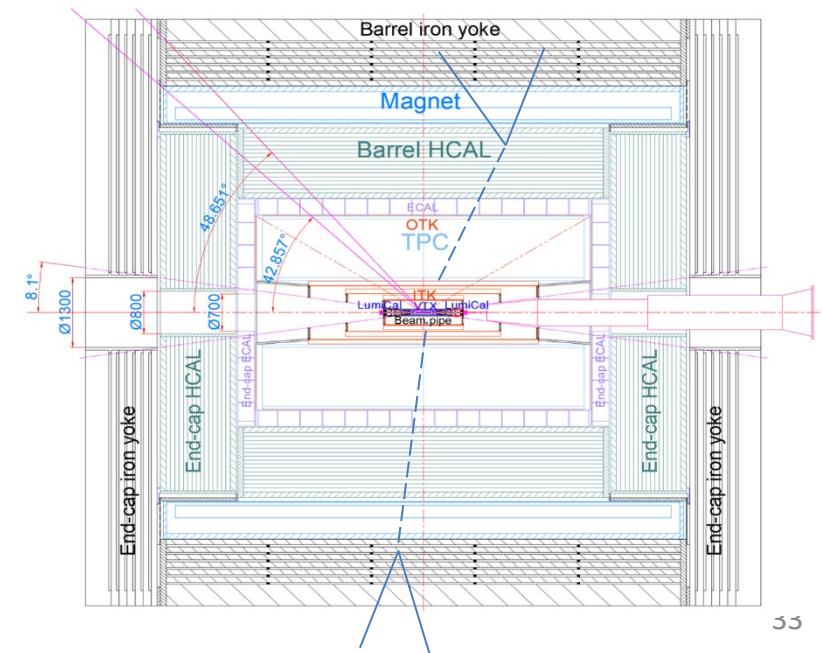 Barrel iron yoke
Magnet
Barrel HCAL
ECAL
OTK
TPC
48.651°
42.857°
8.1°
Ø1300
Ø800
Ø700
ITK
LumiCal VTX LumiCal
Beam pipe
End-cap ECAL
End-cap ECAL
End-cap HCAL
End-cap HCAL
End-cap iron yoke
End-cap iron yoke
33